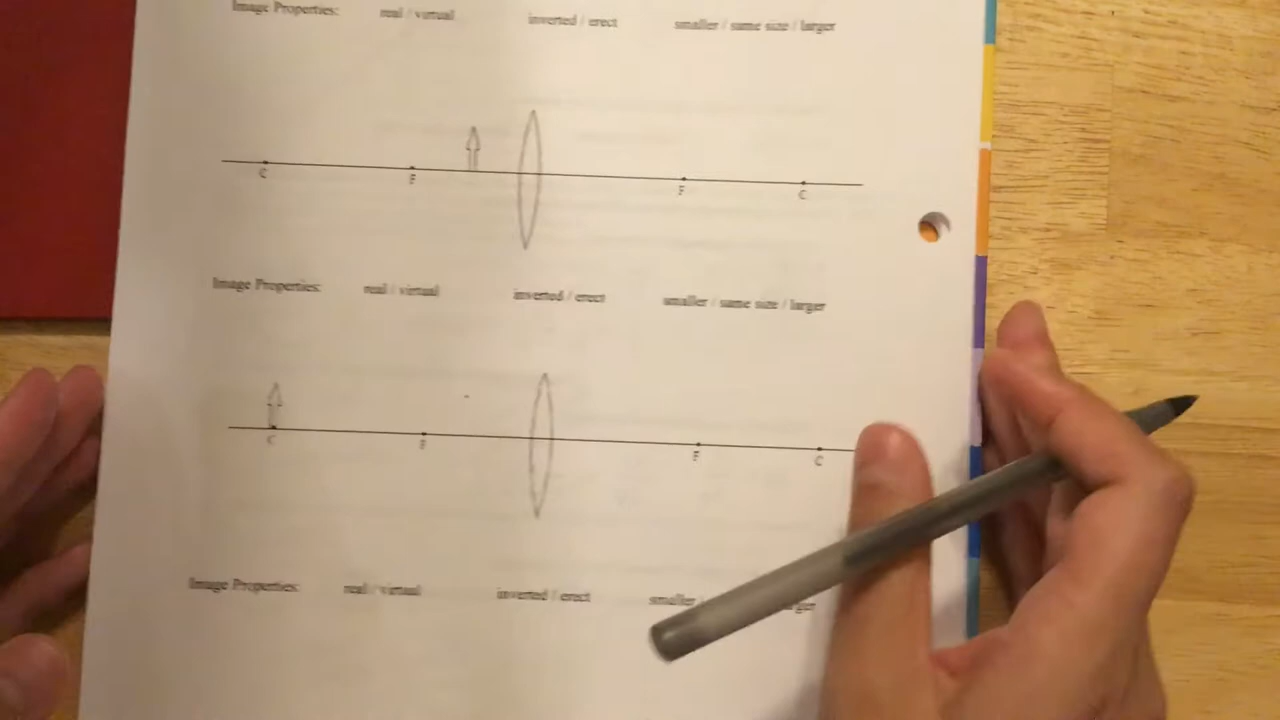 Image Properties: real / virtual inverted / erect smaller / same size / larger
C F F C
Image Properties: real / virtual inverted / erect smaller / same size / larger
C F F C
Image Properties: real / virtual inverted / erect smaller